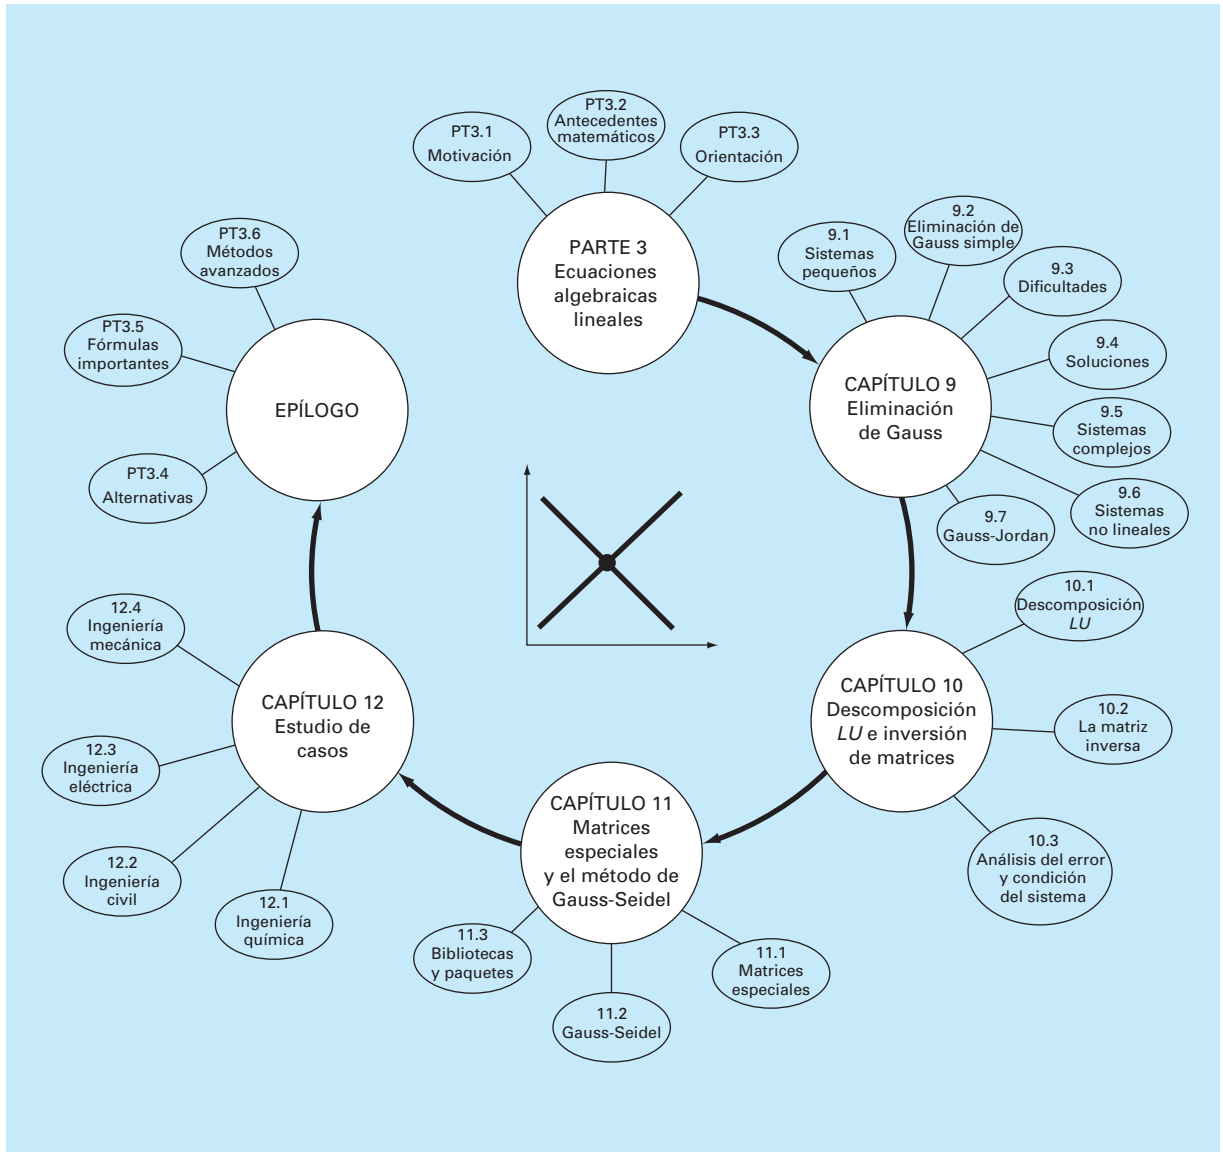 PT3.1
Motivación
PT3.2
Antecedentes
matemáticos
PT3.3
Orientación
PARTE 3
Ecuaciones
algebraicas
lineales
9.1
Sistemas
pequeños
9.2
Eliminación de
Gauss simple
9.3
Dificultades
9.4
Soluciones
9.5
Sistemas
complejos
9.6
Sistemas
no lineales
9.7
Gauss-Jordan
CAPÍTULO 9
Eliminación
de Gauss
10.1
Descomposición
LU
10.2
La matriz
inversa
10.3
Análisis del error
y condición
del sistema
CAPÍTULO 10
Descomposición
LU e inversión
de matrices
CAPÍTULO 11
Matrices
especiales
y el método de
Gauss-Seidel
11.1
Matrices
especiales
11.2
Gauss-Seidel
11.3
Bibliotecas
y paquetes
CAPÍTULO 12
Estudio de
casos
12.1
Ingeniería
química
12.2
Ingeniería
civil
12.3
Ingeniería
eléctrica
12.4
Ingeniería
mecánica
EPÍLOGO
PT3.4
Alternativas
PT3.5
Fórmulas
importantes
PT3.6
Métodos
avanzados